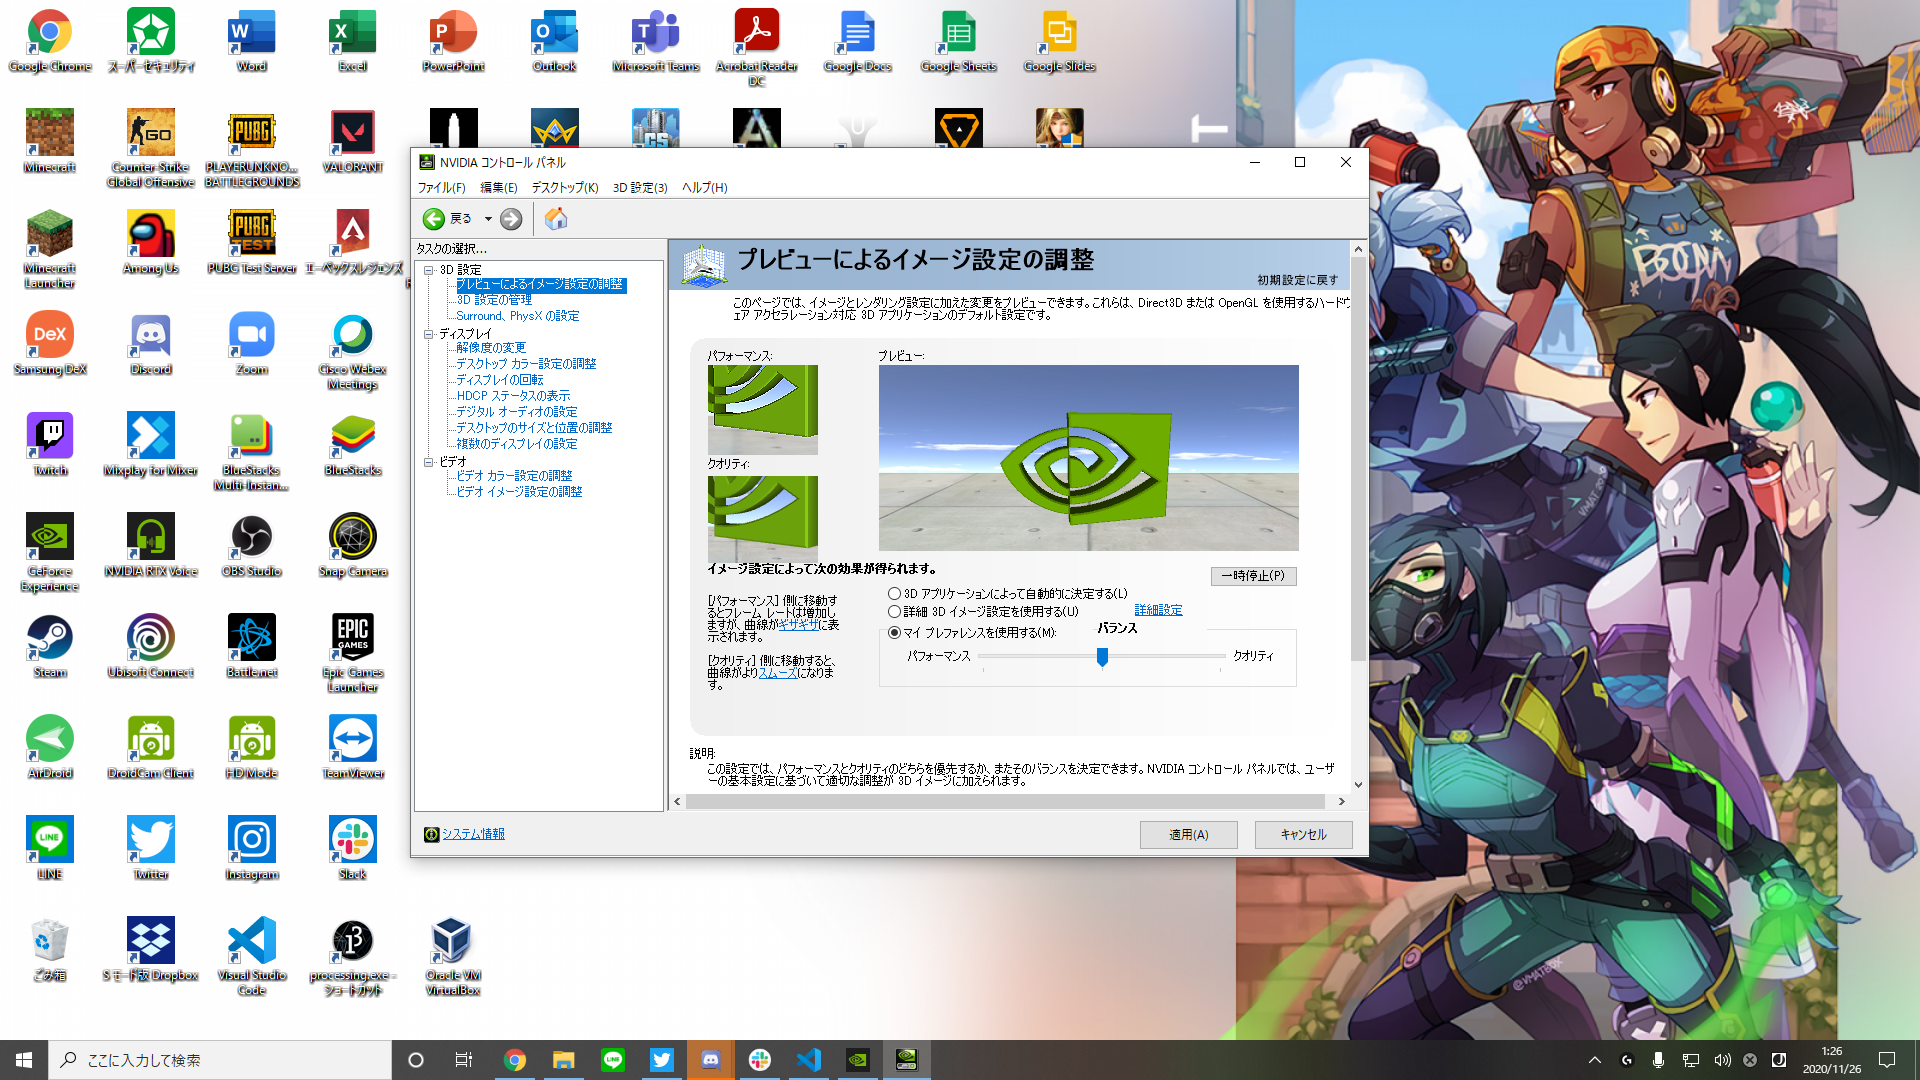 Google Chrome
スーパーセキュリティ
Word
Excel
PowerPoint
Outlook
Microsoft Teams
Acrobat Reader
DC
Google Docs
Google Sheets
Google Slides
Minecraft
Counter-Strike
Global Offensive
PLAYERUNKNO...
BATTLEGROUNDS
VALORANT
Minecraft
Launcher
Among Us
PUBG Test Server
エーペックスレジェンズ
Samsung DeX
Discord
Zoom
Cisco Webex
Meetings
Twitch
Mixplay for Mixer
BlueStacks
Multi-Instan...
BlueStacks
GeForce
Experience
NVIDIA RTX Voice
OBS Studio
Snap Camera
Steam
Ubisoft Connect
Battle.net
Epic Games
Launcher
AirDroid
DroidCam Client
HD Mode
TeamViewer
LINE
Twitter
Instagram
Slack
ごみ箱
S モード版 Dropbox
Visual Studio
Code
processing.exe -
ショートカット
Oracle VM
VirtualBox
NVIDIA コントロール パネル
ファイル(F)
編集(E)
デスクトップ(K)
3D 設定(3)
ヘルプ(H)
戻る
タスクの選択...
3D 設定
プレビューによるイメージ設定の調整
3D 設定の管理
Surround、PhysX の設定
ディスプレイ
解像度の変更
デスクトップ カラー設定の調整
ディスプレイの回転
HDCP ステータスの表示
デジタル オーディオの設定
デスクトップのサイズと位置の調整
複数のディスプレイの設定
ビデオ
ビデオ カラー設定の調整
ビデオ イメージ設定の調整
システム情報
プレビューによるイメージ設定の調整
初期設定に戻す
このページでは、イメージとレンダリング設定に加えた変更をプレビューできます。これらは、Direct3D または OpenGL を使用するハードウ
ェア アクセラレーション対応 3D アプリケーションのデフォルト設定です。
パフォーマンス:
プレビュー:
クオリティ:
イメージ設定によって次の効果が得られます。
一時停止(P)
[パフォーマンス] 側に移動す
るとフレーム レートは増加し
ますが、曲線がギザギザに表
示されます。
[クオリティ] 側に移動すると、
曲線がよりスムーズになりま
す。
3D アプリケーションによって自動的に決定する(L)
詳細 3D イメージ設定を使用する(U)
詳細設定
マイ プレファレンスを使用する(M):
バランス
パフォーマンス
クオリティ
説明:
この設定では、パフォーマンスとクオリティのどちらを優先するか、またそのバランスを決定できます。NVIDIA コントロール パネルでは、ユーザ
ーの基本設定に基づいて適切な調整が 3D イメージに加えられます。
適用(A)
キャンセル
@VMATBOX
ここに入力して検索
1:26
2020/11/26